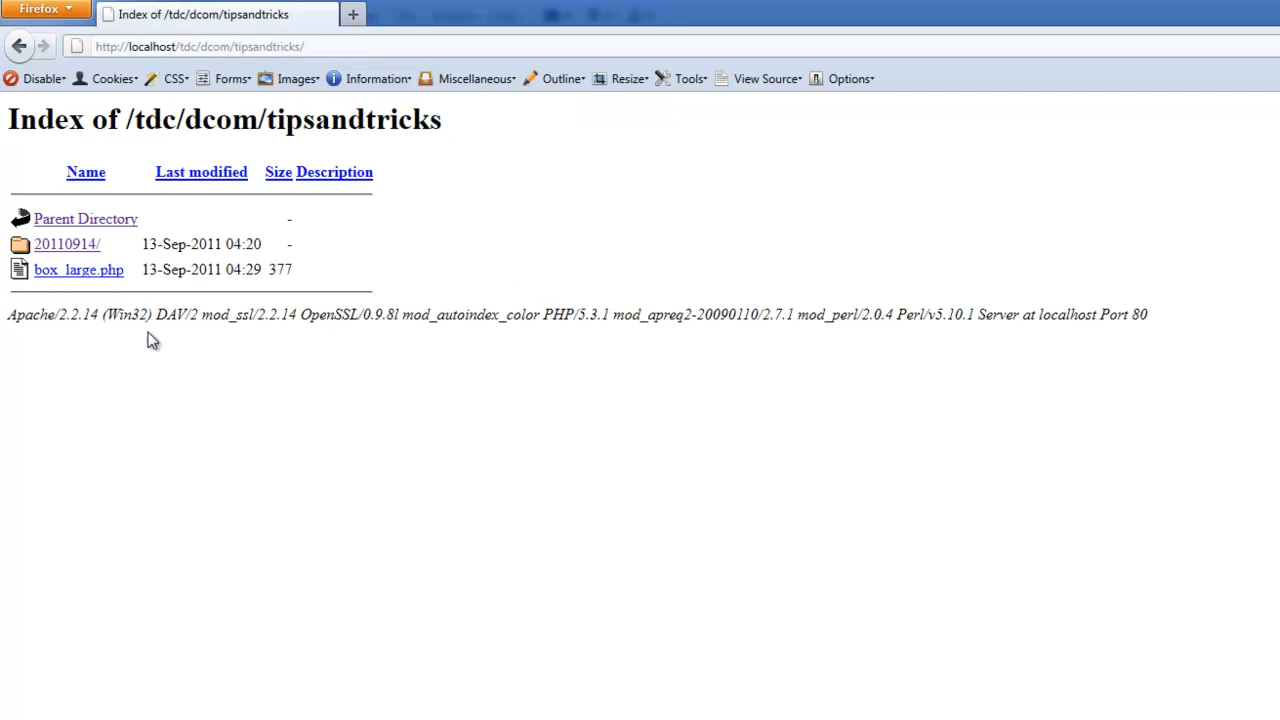 Firefox
Index of /tdc/dcom/tipsandtricks
http://localhost/tdc/dcom/tipsandtricks/
Disable Cookies CSS Forms Images Information Miscellaneous Outline Resize Tools View Source Options
Index of /tdc/dcom/tipsandtricks
Name Last modified Size Description
Parent Directory -
20110914/ 13-Sep-2011 04:20 -
box_large.php 13-Sep-2011 04:29 377
Apache/2.2.14 (Win32) DAV/2 mod_ssl/2.2.14 OpenSSL/0.9.8l mod_autoindex_color PHP/5.3.1 mod_apreq2-20090110/2.7.1 mod_perl/2.0.4 Perl/v5.10.1 Server at localhost Port 80